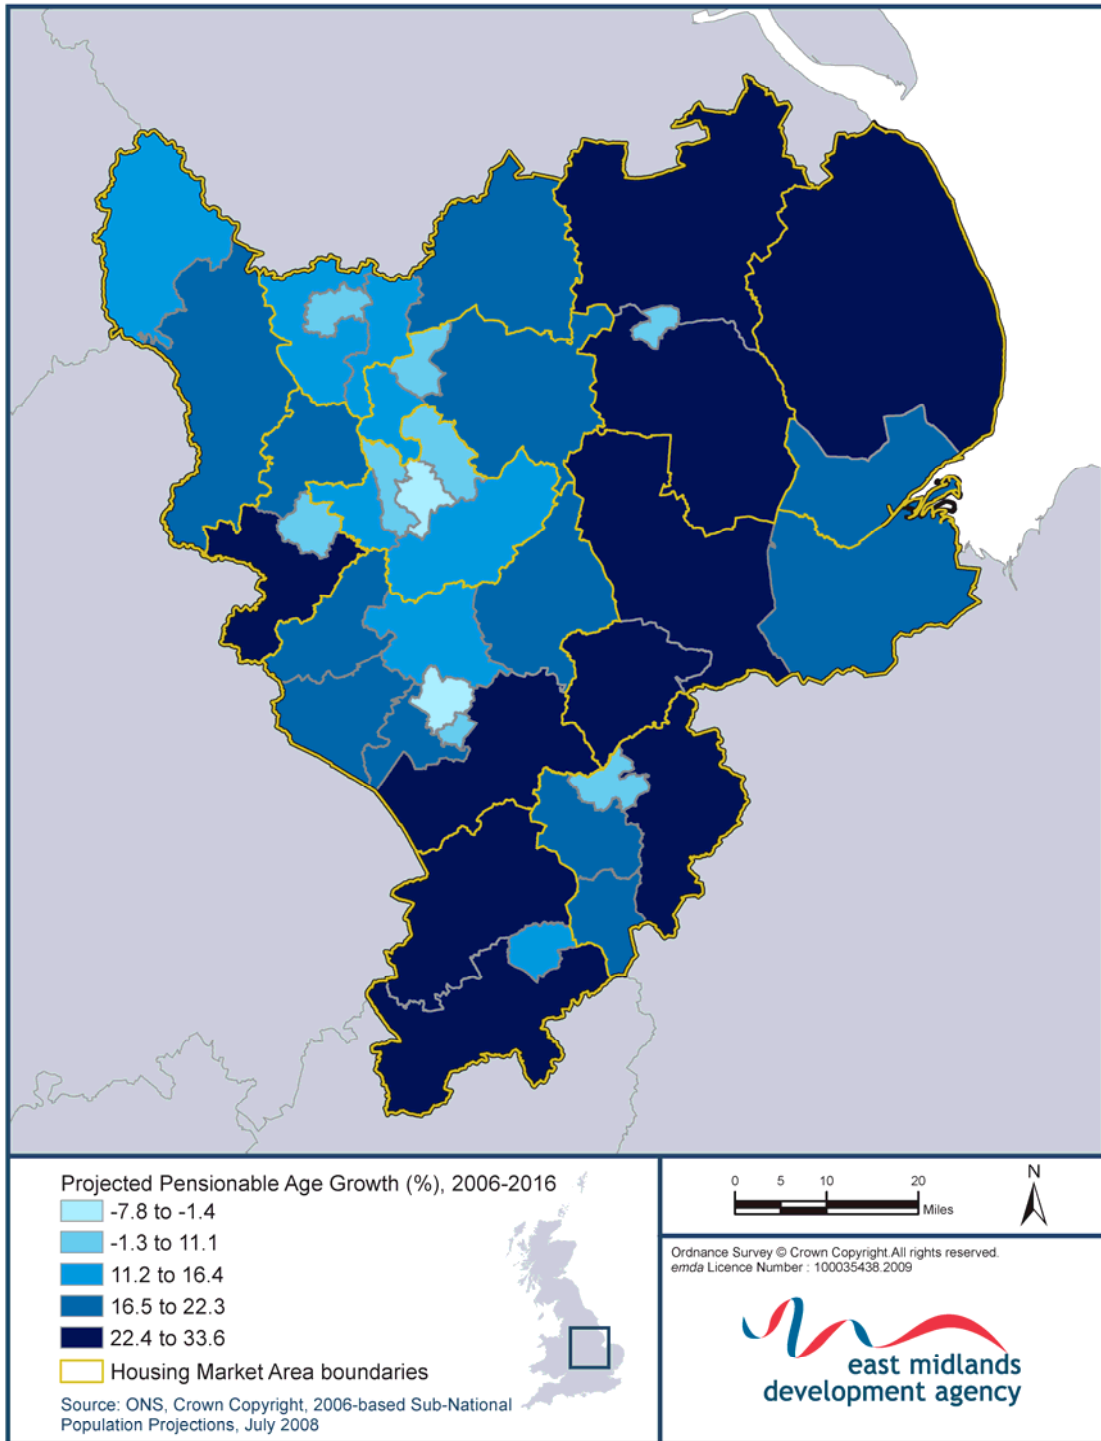 Projected Pensionable Age Growth (%), 2006-2016
-7.8 to -1.4
-1.3 to 11.1
11.2 to 16.4
16.5 to 22.3
22.4 to 33.6
Housing Market Area boundaries
Source: ONS, Crown Copyright, 2006-based Sub-National
Population Projections, July 2008
0 5 10 20
Miles
N
Ordnance Survey © Crown Copyright.All rights reserved.
emda Licence Number : 100035438.2009
east midlands
development agency